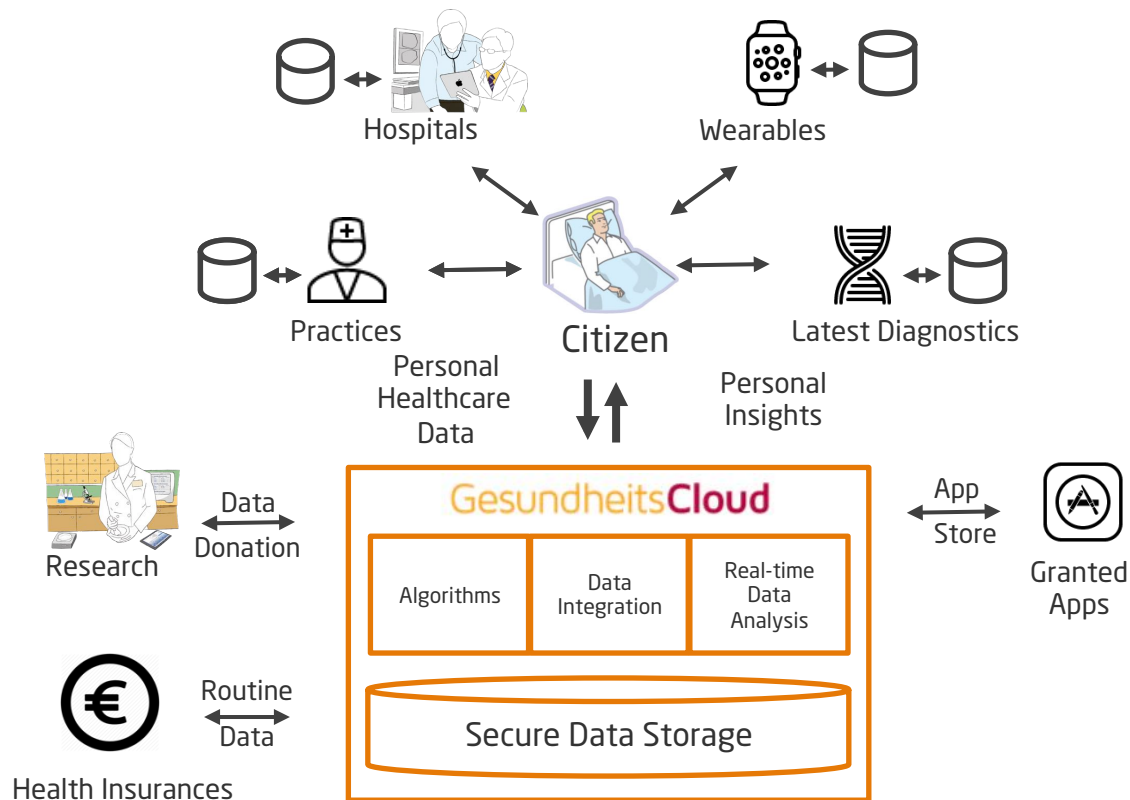 Hospitals
Wearables
Practices
Citizen
Latest Diagnostics
Personal
Healthcare
Data
Personal
Insights
GesundheitsCloud
Data
Donation
Research
App
Store
Granted
Apps
Algorithms
Data
Integration
Real-time
Data
Analysis
€
Routine
Data
Health Insurances
Secure Data Storage